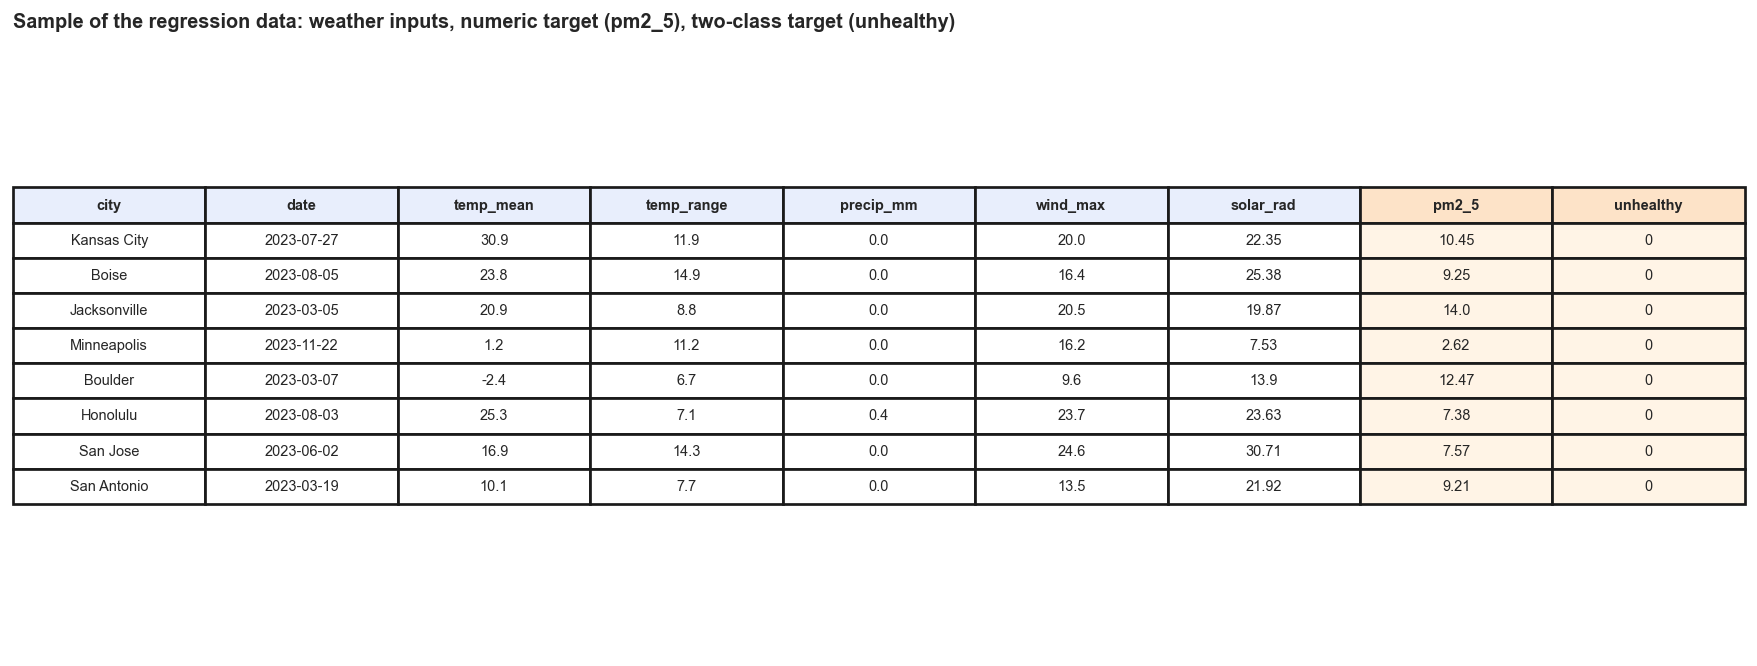 Sample of the regression data: weather inputs, numeric target (pm2_5), two-class target (unhealthy)
city date temp_mean temp_range precip_mm wind_max solar_rad pm2_5 unhealthy
Kansas City 2023-07-27 30.9 11.9 0.0 20.0 22.35 10.45 0
Boise 2023-08-05 23.8 14.9 0.0 16.4 25.38 9.25 0
Jacksonville 2023-03-05 20.9 8.8 0.0 20.5 19.87 14.0 0
Minneapolis 2023-11-22 1.2 11.2 0.0 16.2 7.53 2.62 0
Boulder 2023-03-07 -2.4 6.7 0.0 9.6 13.9 12.47 0
Honolulu 2023-08-03 25.3 7.1 0.4 23.7 23.63 7.38 0
San Jose 2023-06-02 16.9 14.3 0.0 24.6 30.71 7.57 0
San Antonio 2023-03-19 10.1 7.7 0.0 13.5 21.92 9.21 0